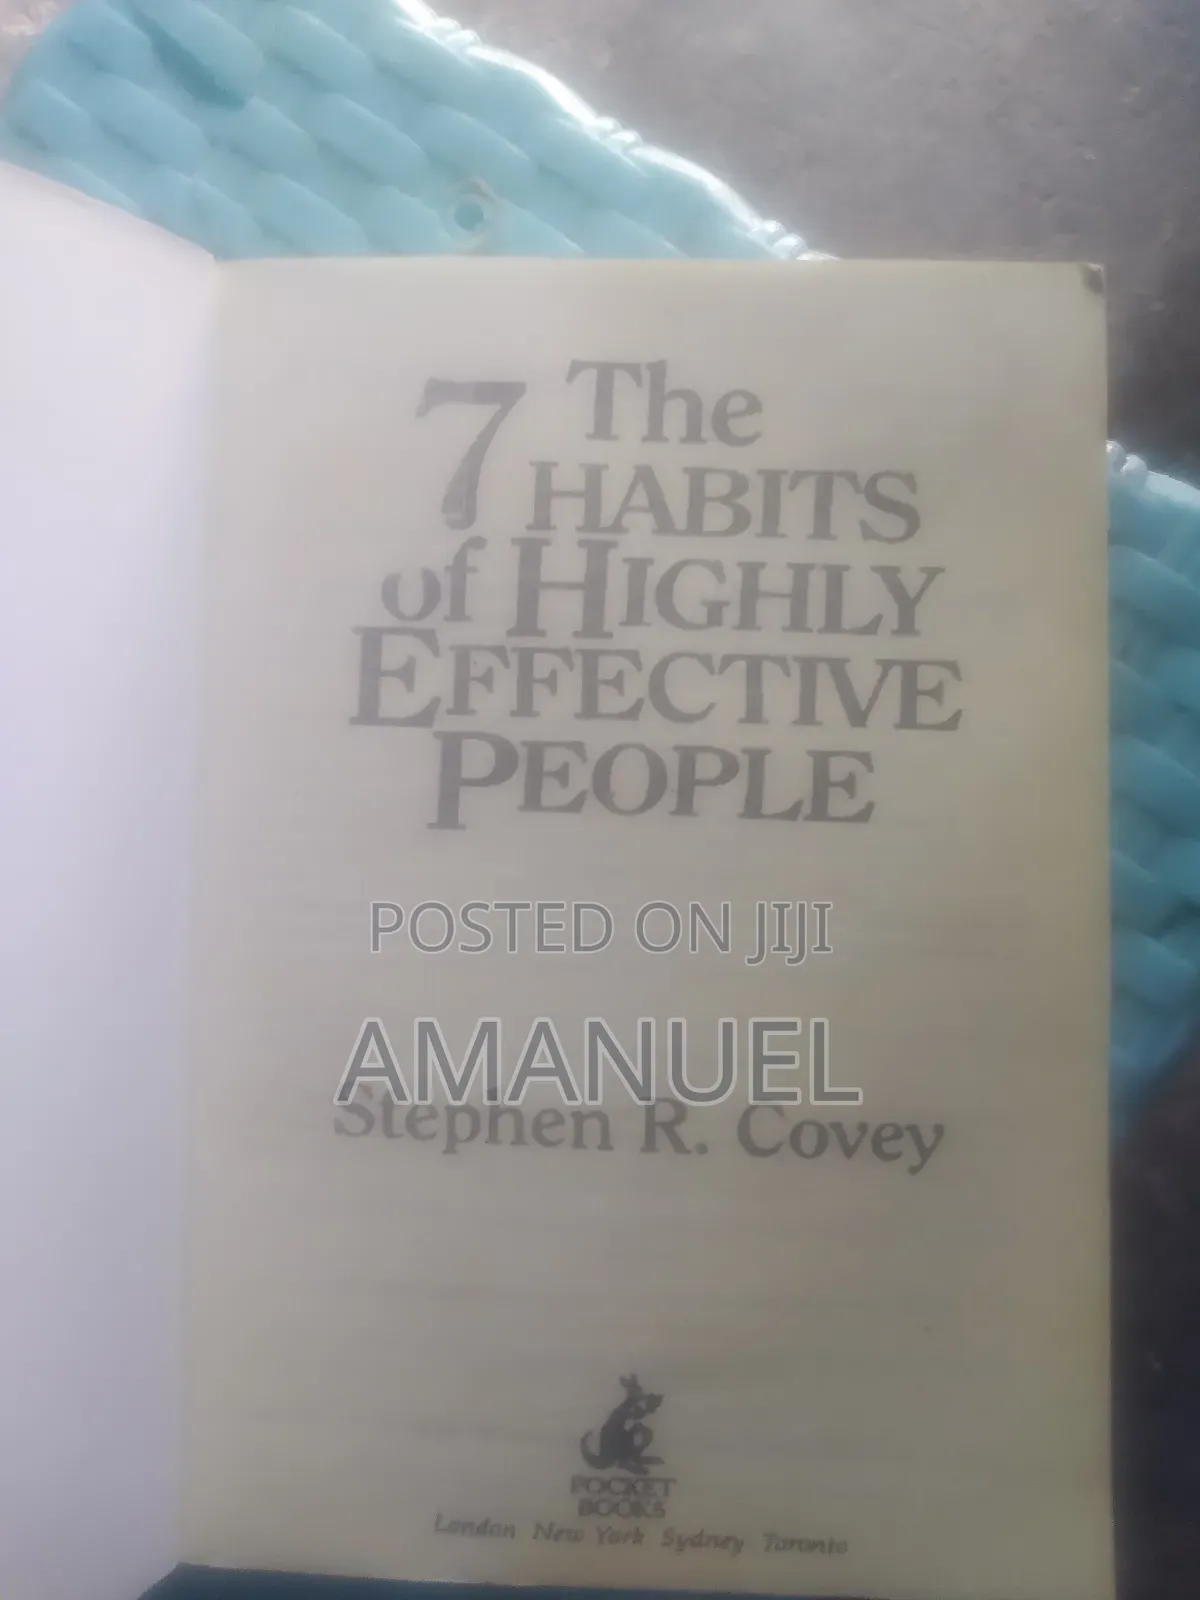 The
7 HABITS
of HIGHLY
EFFECTIVE
PEOPLE
POSTED ON JIJI
AMANUEL
Stephen R. Covey
POCKET
BOOKS
London New York Sydney Toronto